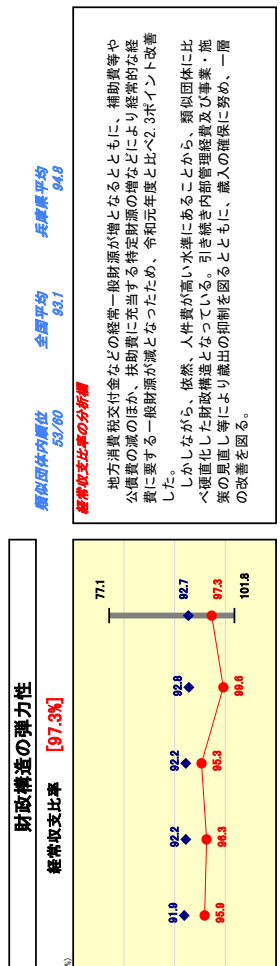 財政構造の弾力性
経常収支比率 [97.3%]
(%)
77.1
91.9
92.2
92.2
92.8
92.7
95.9
96.3
95.3
99.6
97.3
101.8
類似団体内順位
53/60
全国平均
93.1
兵庫県平均
94.8
経常収支比率の分析欄
地方消費税交付金などの経常一般財源が増となるとともに、補助費等や
公債費の減のほか、扶助費に充当する特定財源の増などにより経常的な経
費に要する一般財源が減となったため、令和元年度と比べ2.3ポイント改善
した。
しかしながら、依然、人件費が高い水準にあることから、類似団体に比
べ硬直化した財政構造となっている。引き続き内部管理経費及び事業・施
策の見直し等により歳出の抑制を図るとともに、歳入の確保に努め、一層
の改善を図る。